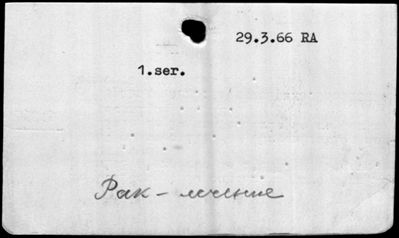 29.3.66 RA
1.ser.
Рак - лечение